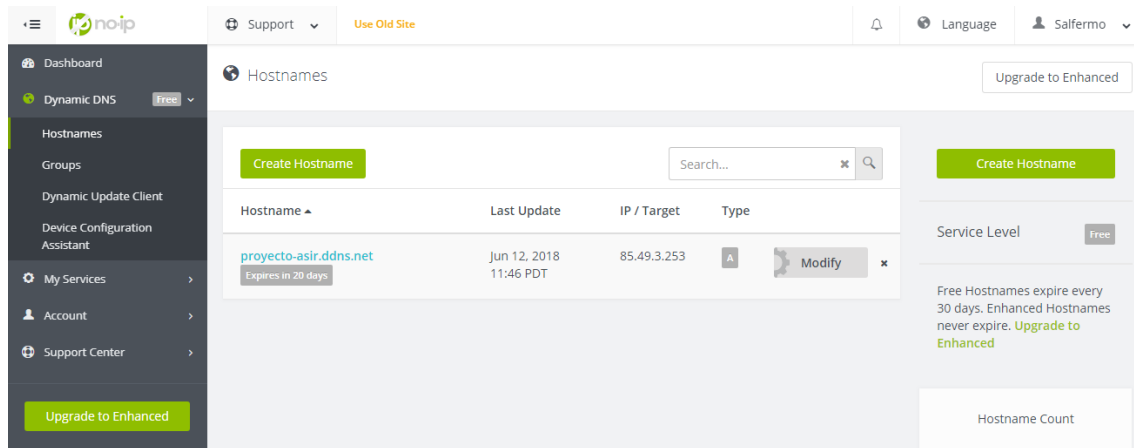 no-ip
Support
Use Old Site
Language
Salfermo
Dashboard
Dynamic DNS Free
Hostnames
Groups
Dynamic Update Client
Device Configuration
Assistant
My Services
Account
Support Center
Upgrade to Enhanced
Hostnames
Upgrade to Enhanced
Create Hostname
Search...
Hostname Last Update IP / Target Type
proyecto-asir.ddns.net Jun 12, 2018 85.49.3.253 A Modify
Expires in 20 days 11:46 PDT
Create Hostname
Service Level Free
Free Hostnames expire every
30 days. Enhanced Hostnames
never expire. Upgrade to
Enhanced
Hostname Count